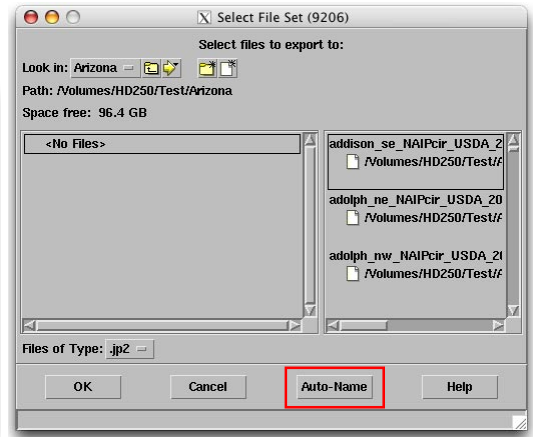 Select File Set (9206)
Select files to export to:
Look in: Arizona
Path: /Volumes/HD250/Test/Arizona
Space free: 96.4 GB
<No Files>
addison_se_NAIPcir_USDA_2
/Volumes/HD250/Test/A
adolph_ne_NAIPcir_USDA_20
/Volumes/HD250/Test/A
adolph_nw_NAIPcir_USDA_20
/Volumes/HD250/Test/A
Files of Type: .jp2
OK Cancel Auto-Name Help